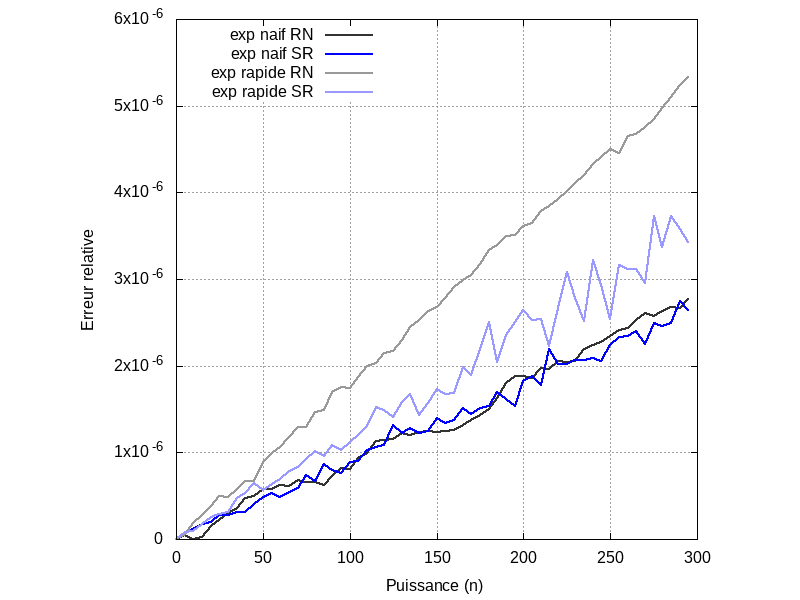 6x10-6
5x10-6
4x10-6
3x10-6
2x10-6
1x10-6
0
exp naif RN
exp naif SR
exp rapide RN
exp rapide SR
Erreur relative
0 50 100 150 200 250 300
Puissance (n)